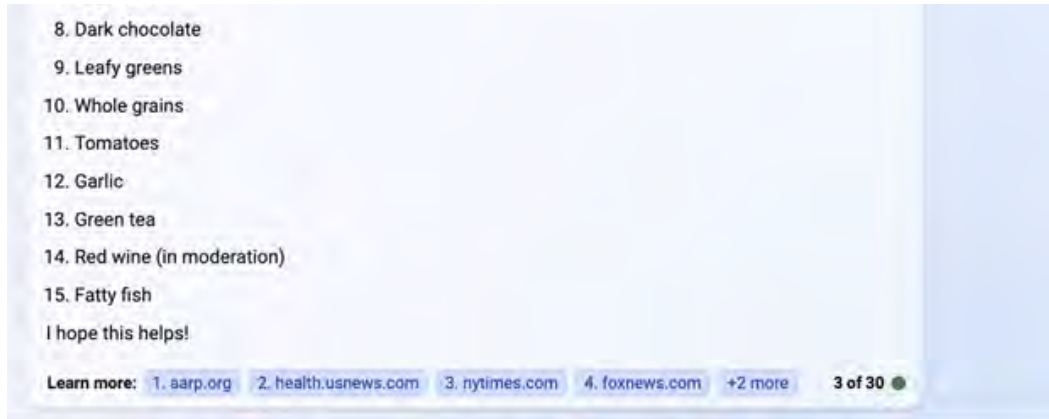 8. Dark chocolate
9. Leafy greens
10. Whole grains
11. Tomatoes
12. Garlic
13. Green tea
14. Red wine (in moderation)
15. Fatty fish
I hope this helps!
Learn more: 1. aarp.org 2. health.usnews.com 3. nytimes.com 4. foxnews.com +2 more 3 of 30